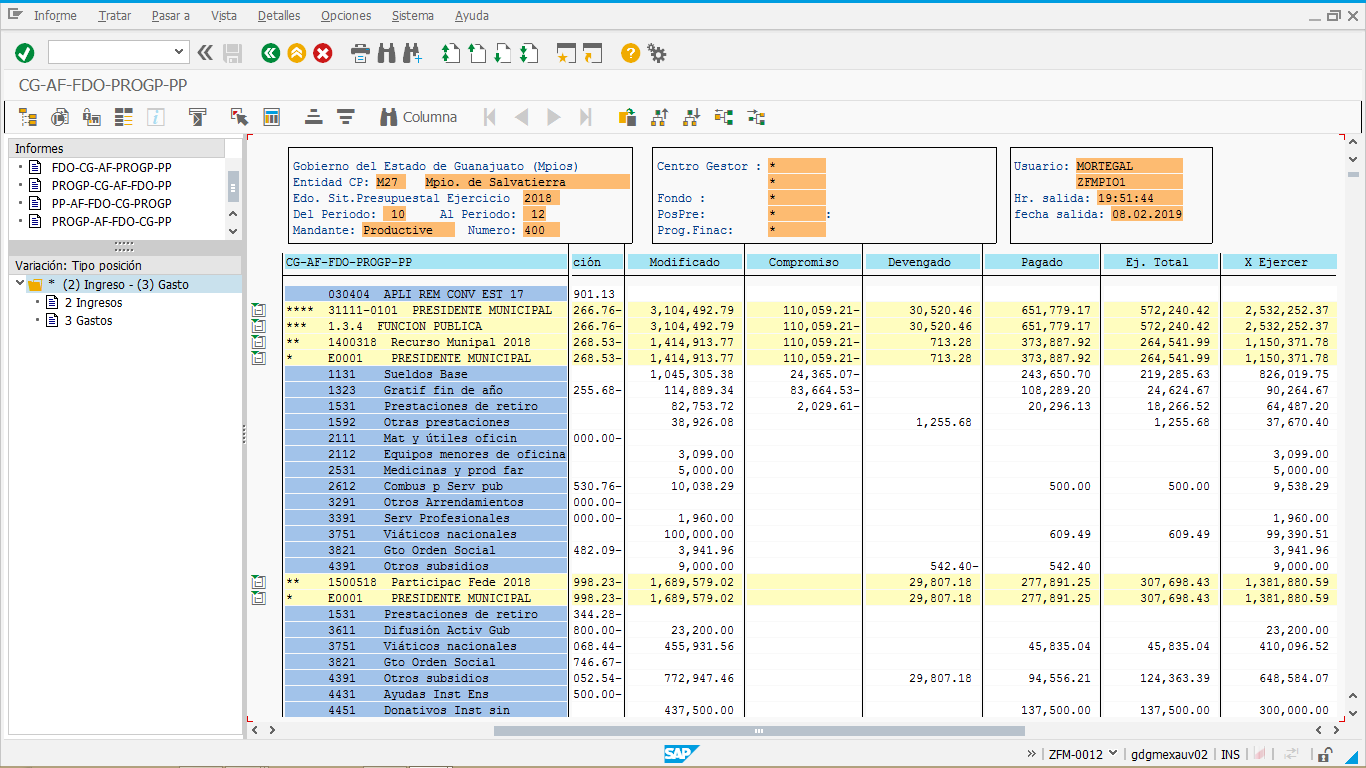 Informe Tratar Pasar a Vista Detalles Opciones Sistema Ayuda
CG-AF-FDO-PROGP-PP
Columna
Informes
FDO-CG-AF-PROGP-PP
PROGP-CG-AF-FDO-PP
PP-AF-FDO-CG-PROGP
PROGP-AF-FDO-CG-PP
Variación: Tipo posición
* (2) Ingreso - (3) Gasto
2 Ingresos
3 Gastos
Gobierno del Estado de Guanajuato (Mpios)
Entidad CP: M27 Mpio. de Salvatierra
Edo. Sit.Presupuestal Ejercicio 2018
Del Periodo: 10 Al Periodo: 12
Mandante: Productive Numero: 400
Centro Gestor : *
*
Fondo : *
PosPre: * :
Prog.Finac: *
Usuario: MORTEGAL
ZFMPIO1
Hr. salida: 19:51:44
fecha salida: 08.02.2019
CG-AF-FDO-PROGP-PP ción Modificado Compromiso Devengado Pagado Ej. Total X Ejercer
030404 APLI REM CONV EST 17 901.13
**** 31111-0101 PRESIDENTE MUNICIPAL 266.76- 3,104,492.79 110,059.21- 30,520.46 651,779.17 572,240.42 2,532,252.37
*** 1.3.4 FUNCION PUBLICA 266.76- 3,104,492.79 110,059.21- 30,520.46 651,779.17 572,240.42 2,532,252.37
** 1400318 Recurso Munipal 2018 268.53- 1,414,913.77 110,059.21- 713.28 373,887.92 264,541.99 1,150,371.78
* E0001 PRESIDENTE MUNICIPAL 268.53- 1,414,913.77 110,059.21- 713.28 373,887.92 264,541.99 1,150,371.78
1131 Sueldos Base 1,045,305.38 24,365.07- 243,650.70 219,285.63 826,019.75
1323 Gratif fin de año 255.68- 114,889.34 83,664.53- 108,289.20 24,624.67 90,264.67
1531 Prestaciones de retiro 82,753.72 2,029.61- 20,296.13 18,266.52 64,487.20
1592 Otras prestaciones 38,926.08 1,255.68 1,255.68 37,670.40
2111 Mat y útiles oficin 000.00-
2112 Equipos menores de oficina 3,099.00 3,099.00
2531 Medicinas y prod far 5,000.00 5,000.00
2612 Combus p Serv pub 530.76- 10,038.29 500.00 500.00 9,538.29
3291 Otros Arrendamientos 000.00-
3391 Serv Profesionales 000.00- 1,960.00 1,960.00
3751 Viáticos nacionales 100,000.00 609.49 609.49 99,390.51
3821 Gto Orden Social 482.09- 3,941.96 3,941.96
4391 Otros subsidios 9,000.00 542.40- 542.40 9,000.00
** 1500518 Participac Fede 2018 998.23- 1,689,579.02 29,807.18 277,891.25 307,698.43 1,381,880.59
* E0001 PRESIDENTE MUNICIPAL 998.23- 1,689,579.02 29,807.18 277,891.25 307,698.43 1,381,880.59
1531 Prestaciones de retiro 344.28-
3611 Difusión Activ Gub 800.00- 23,200.00 23,200.00
3751 Viáticos nacionales 068.44- 455,931.56 45,835.04 45,835.04 410,096.52
3821 Gto Orden Social 746.67-
4391 Otros subsidios 052.54- 772,947.46 29,807.18 94,556.21 124,363.39 648,584.07
4431 Ayudas Inst Ens 500.00-
4451 Donativos Inst sin 437,500.00 137,500.00 137,500.00 300,000.00
SAP ZFM-0012 gdgmexauv02 INS